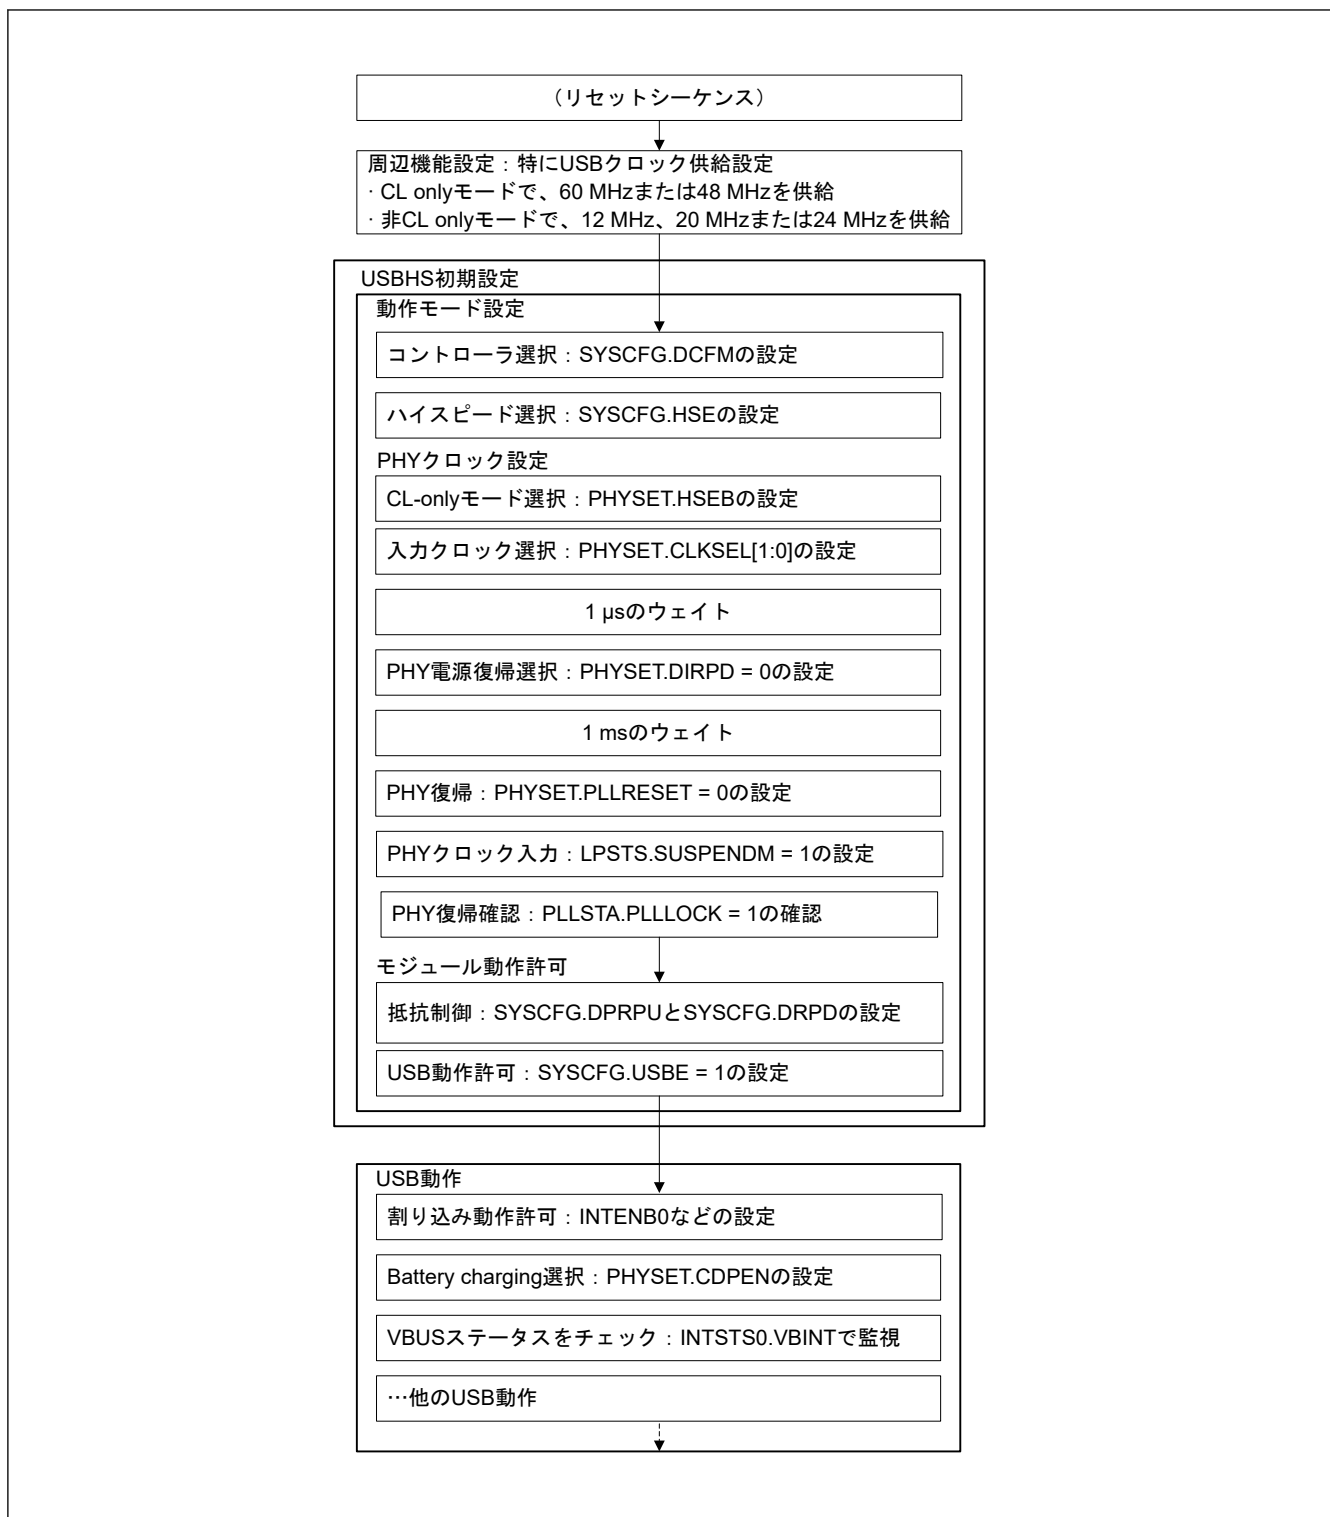 （リセットシーケンス）
周辺機能設定：特にUSBクロック供給設定
· CL onlyモードで、60 MHzまたは48 MHzを供給
· 非CL onlyモードで、12 MHz、20 MHzまたは24 MHzを供給
USBHS初期設定
動作モード設定
コントローラ選択：SYSCFG.DCFMの設定
ハイスピード選択：SYSCFG.HSEの設定
PHYクロック設定
CL-onlyモード選択：PHYSET.HSEBの設定
入力クロック選択：PHYSET.CLKSEL[1:0]の設定
1 µsのウェイト
PHY電源復帰選択：PHYSET.DIRPD = 0の設定
1 msのウェイト
PHY復帰：PHYSET.PLLRESET = 0の設定
PHYクロック入力：LPSTS.SUSPENDM = 1の設定
PHY復帰確認：PLLSTA.PLLLOCK = 1の確認
モジュール動作許可
抵抗制御：SYSCFG.DPRPUとSYSCFG.DRPDの設定
USB動作許可：SYSCFG.USBE = 1の設定
USB動作
割り込み動作許可：INTENB0などの設定
Battery charging選択：PHYSET.CDPENの設定
VBUSステータスをチェック：INTSTS0.VBINTで監視
…他のUSB動作